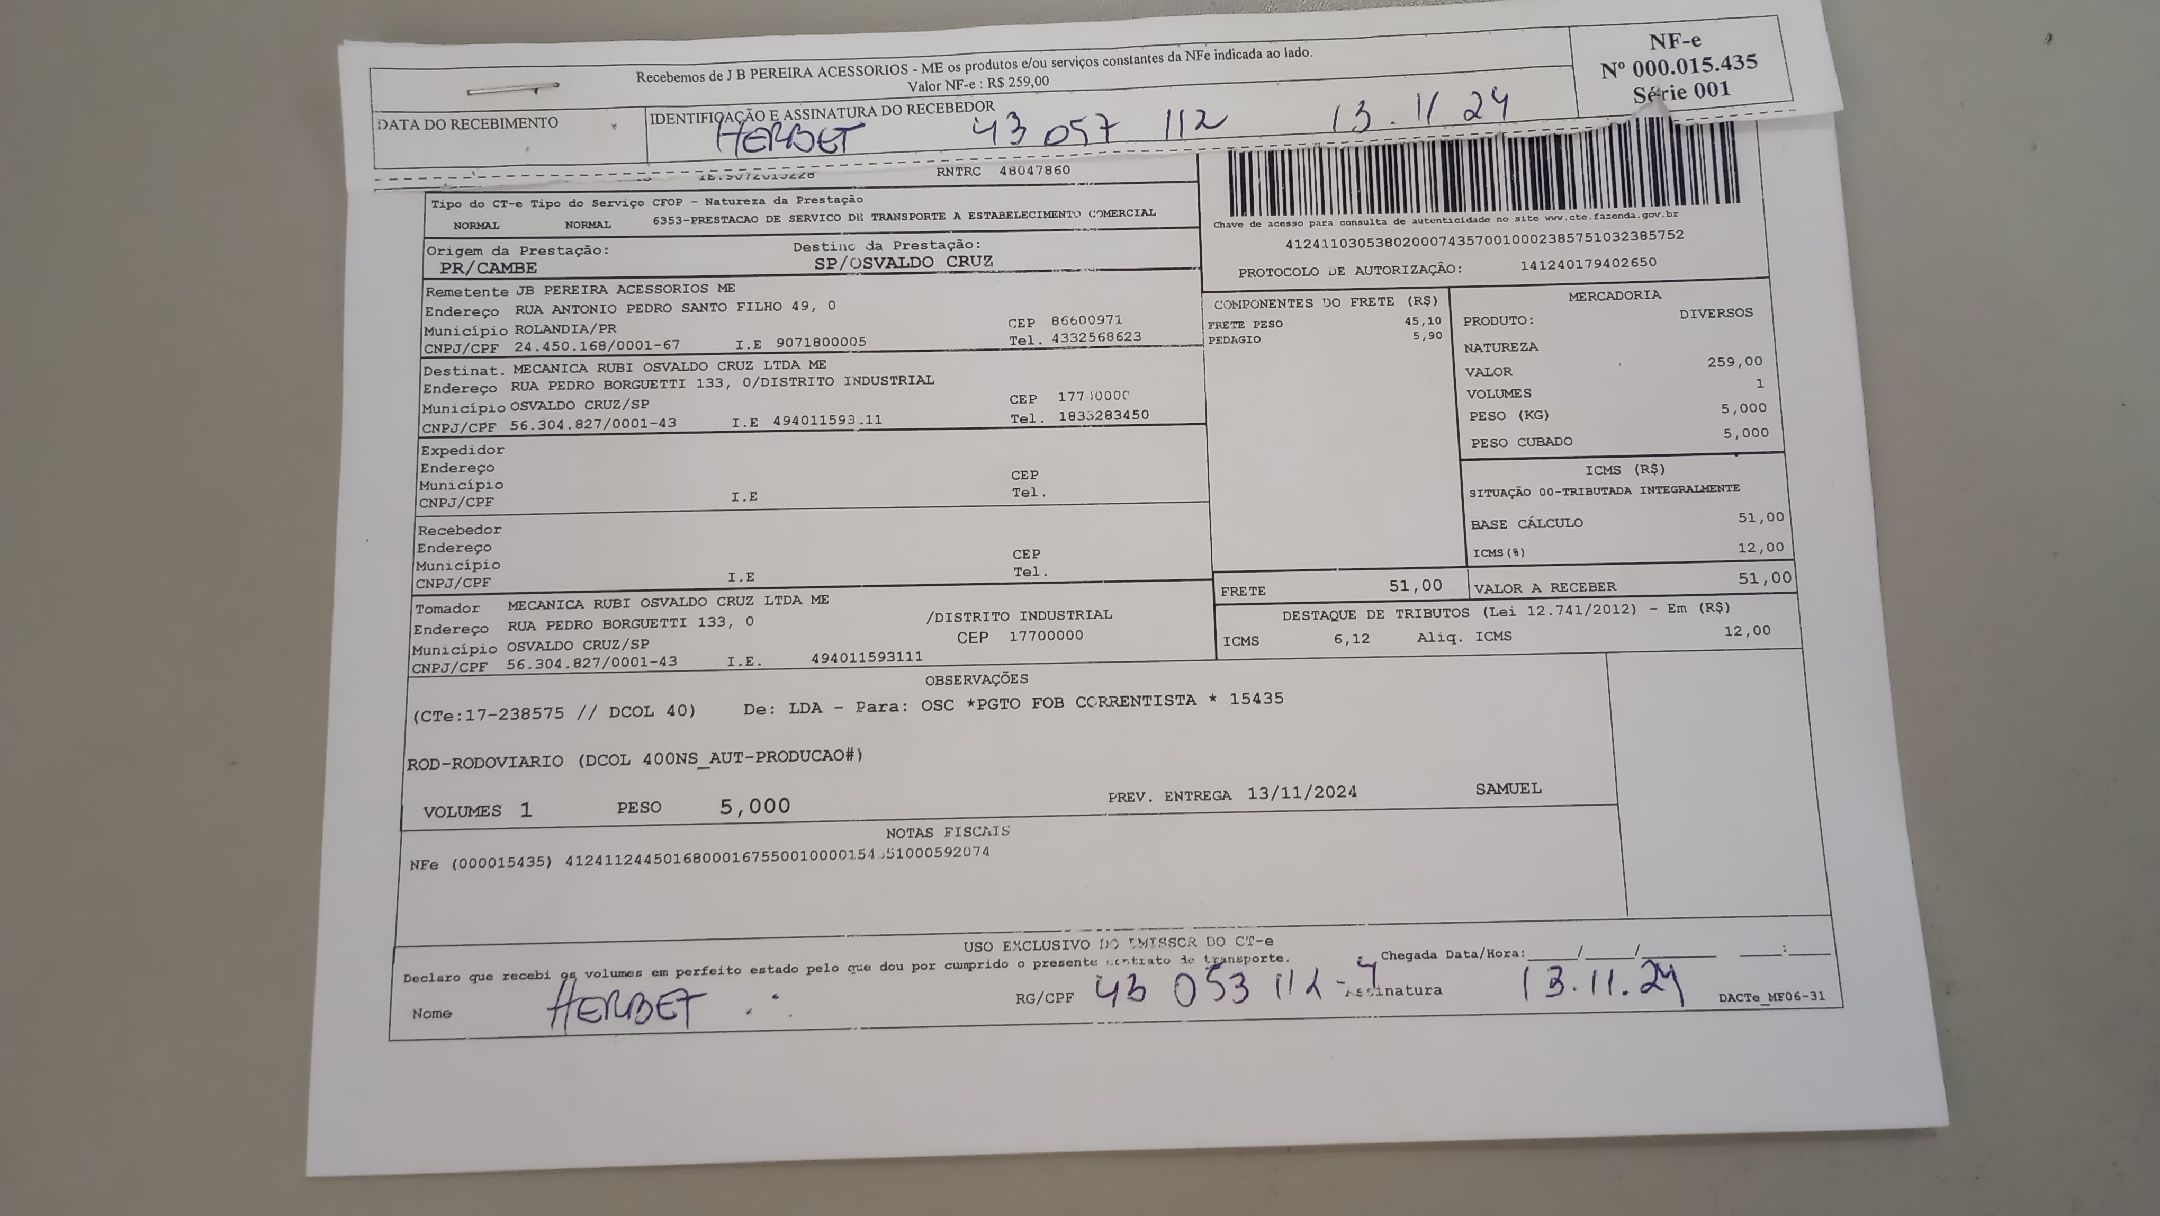 Recebemos de J B PEREIRA ACESSORIOS - ME os produtos e/ou serviços constantes da NFe indicada ao lado.
Valor NF-e : R$ 259,00
NF-e
Nº 000.015.435
Série 001
DATA DO RECEBIMENTO
IDENTIFICAÇÃO E ASSINATURA DO RECEBEDOR
HERBET 43 057 112 13.11 24
RNTRC 48047860
Tipo do CT-e Tipo do Serviço CFOP - Natureza da Prestação
NORMAL NORMAL 6353-PRESTACAO DE SERVICO DE TRANSPORTE A ESTABELECIMENTO COMERCIAL
Chave de acesso para consulta de autenticidade no site www.cte.fazenda.gov.br
41241103053802000743570010002385751032385752
PROTOCOLO DE AUTORIZAÇÃO: 141240179402650
Origem da Prestação: Destino da Prestação:
PR/CAMBE SP/OSVALDO CRUZ
Remetente JB PEREIRA ACESSORIOS ME
Endereço RUA ANTONIO PEDRO SANTO FILHO 49, 0
Município ROLANDIA/PR CEP 86600971
CNPJ/CPF 24.450.168/0001-67 I.E 9071800005 Tel. 4332568623
Destinat. MECANICA RUBI OSVALDO CRUZ LTDA ME
Endereço RUA PEDRO BORGUETTI 133, 0/DISTRITO INDUSTRIAL
Município OSVALDO CRUZ/SP CEP
CNPJ/CPF 56.304.827/0001-43 I.E Tel. 1835283450
Expedidor
Endereço
Município CEP
CNPJ/CPF I.E Tel.
Recebedor
Endereço
Município CEP
CNPJ/CPF I.E Tel.
Tomador MECANICA RUBI OSVALDO CRUZ LTDA ME
Endereço RUA PEDRO BORGUETTI 133, 0 /DISTRITO INDUSTRIAL
Município OSVALDO CRUZ/SP CEP 17700000
CNPJ/CPF 56.304.827/0001-43 I.E. 494011593111
COMPONENTES DO FRETE (R$)
FRETE PESO 45,10
PEDAGIO 5,90
MERCADORIA
PRODUTO: DIVERSOS
NATUREZA
VALOR 259,00
VOLUMES 1
PESO (KG) 5,000
PESO CUBADO 5,000
ICMS (R$)
SITUAÇÃO 00-TRIBUTADA INTEGRALMENTE
BASE CÁLCULO 51,00
ICMS(%) 12,00
FRETE 51,00 VALOR A RECEBER 51,00
DESTAQUE DE TRIBUTOS (Lei 12.741/2012) - Em (R$)
ICMS 6,12 Aliq. ICMS 12,00
OBSERVAÇÕES
(CTe:17-238575 // DCOL 40) De: LDA - Para: OSC *PGTO FOB CORRENTISTA * 15435
ROD-RODOVIARIO (DCOL 400NS_AUT-PRODUCAO#)
VOLUMES 1 PESO 5,000 PREV. ENTREGA 13/11/2024 SAMUEL
NOTAS FISCAIS
NFe (000015435)
USO EXCLUSIVO DO EMISSOR DO CT-e
Declaro que recebi os volumes em perfeito estado pelo que dou por cumprido o presente contrato de transporte.
Chegada Data/Hora:____/____/______ ____:____
Nome HERBET RG/CPF 43 053 112-4 Assinatura 13.11.24
DACTe_MF06-31